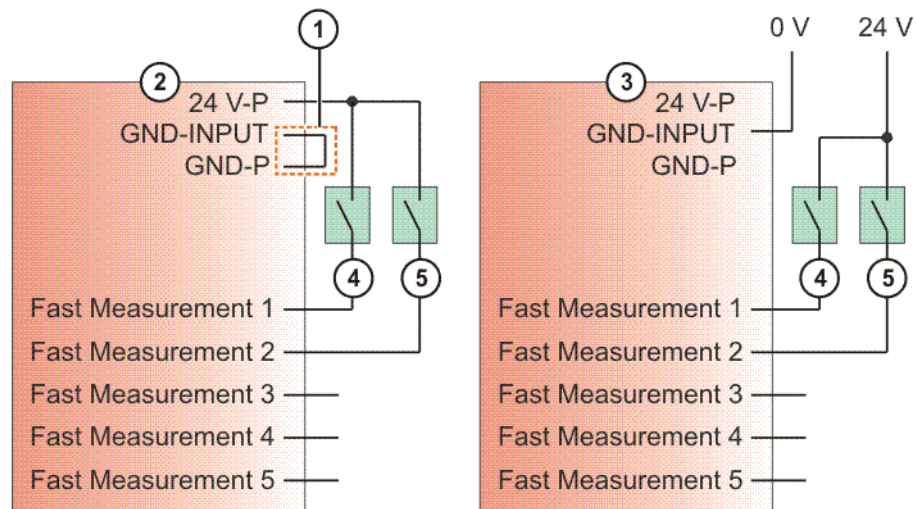 1
0 V
24 V
2
24 V-P
GND-INPUT
GND-P
4
5
Fast Measurement 1
Fast Measurement 2
Fast Measurement 3
Fast Measurement 4
Fast Measurement 5
3
24 V-P
GND-INPUT
GND-P
4
5
Fast Measurement 1
Fast Measurement 2
Fast Measurement 3
Fast Measurement 4
Fast Measurement 5